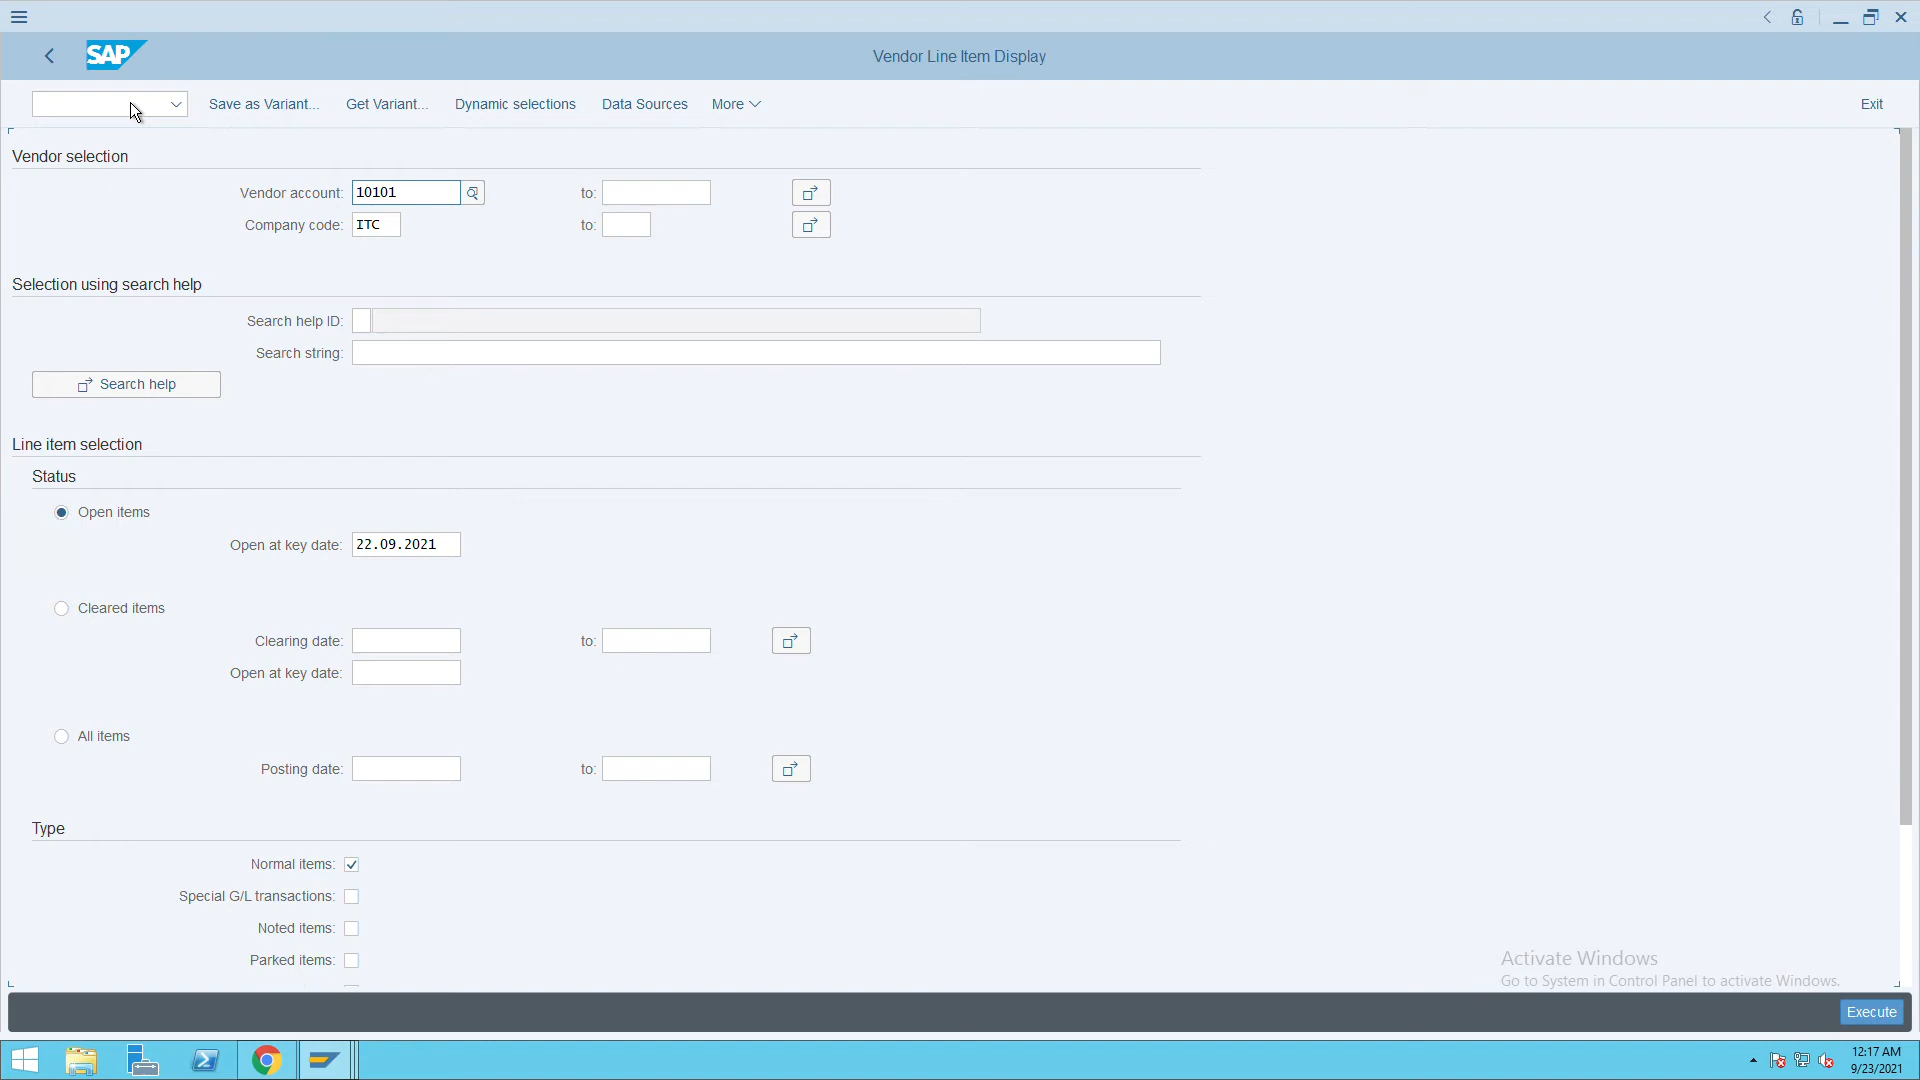 SAP
Vendor Line Item Display
Save as Variant... Get Variant... Dynamic selections Data Sources More Exit
Vendor selection
Vendor account: 10101 to:
Company code: ITC to:
Selection using search help
Search help ID:
Search string:
Search help
Line item selection
Status
Open items
Open at key date: 22.09.2021
Cleared items
Clearing date: to:
Open at key date:
All items
Posting date: to:
Type
Normal items:
Special G/L transactions:
Noted items:
Parked items:
Activate Windows
Go to System in Control Panel to activate Windows.
Execute
12:17 AM
9/23/2021